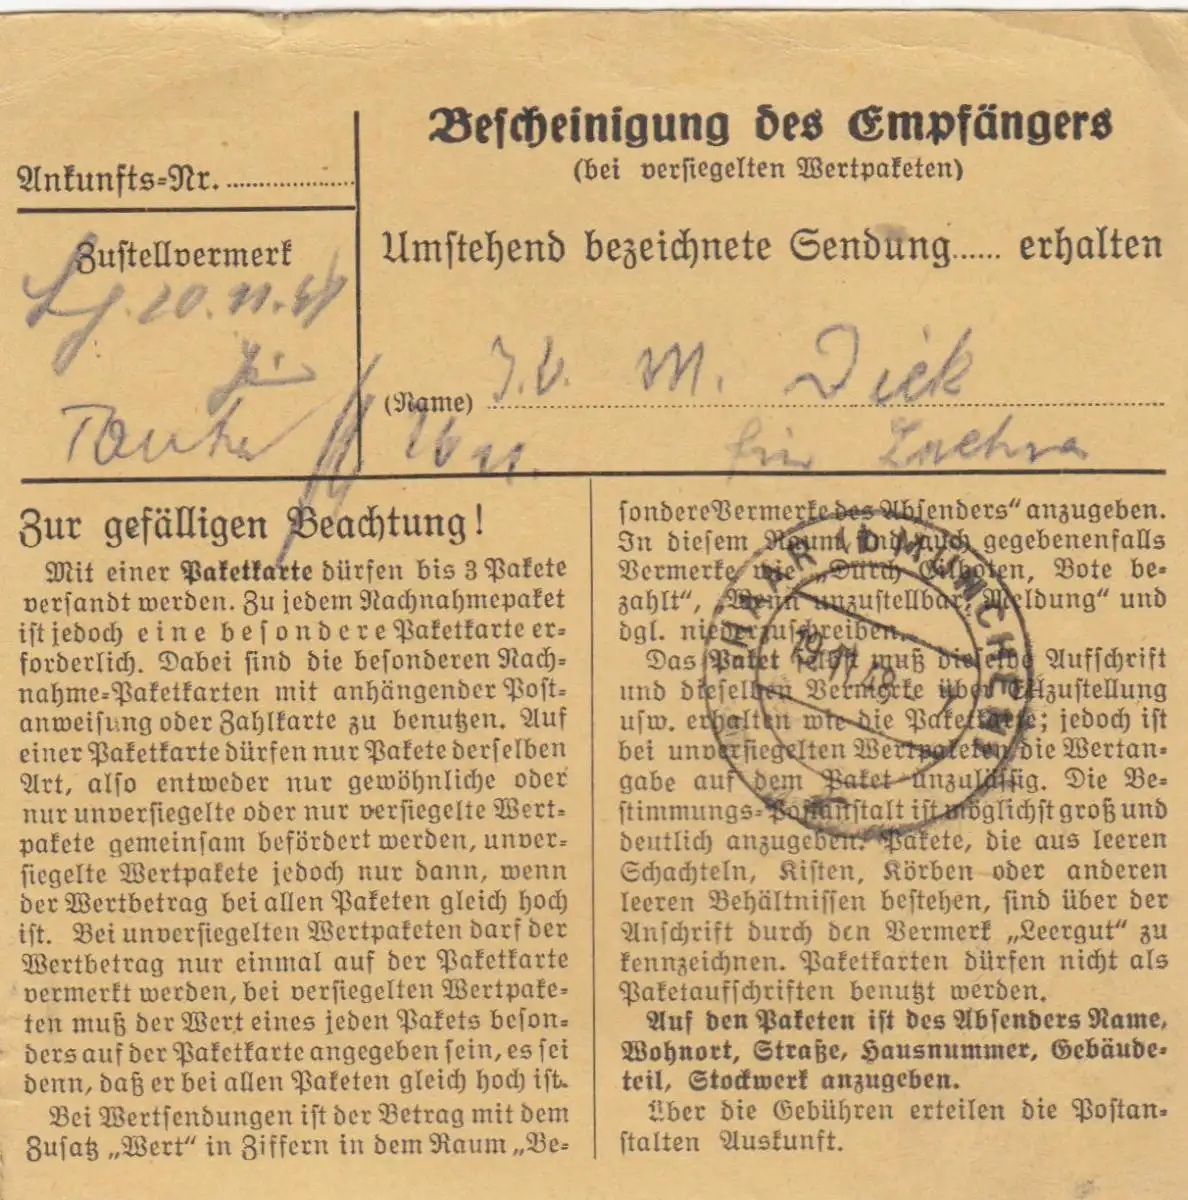 Bescheinigung des Empfängers
(bei versiegelten Wertpaketen)
Ankunfts-Nr.
Zustellvermerk
20.11.
Umstehend bezeichnete Sendung...... erhalten
(Name) J.V. M. Dick
für
Zur gefälligen Beachtung!
Mit einer Paketkarte dürfen bis 3 Pakete
versandt werden. Zu jedem Nachnahmepaket
ist jedoch eine besondere Paketkarte er-
forderlich. Dabei sind die besonderen Nach-
nahme-Paketkarten mit anhängender Post-
anweisung oder Zahlkarte zu benutzen. Auf
einer Paketkarte dürfen nur Pakete derselben
Art, also entweder nur gewöhnliche oder
nur unversiegelte oder nur versiegelte Wert-
pakete gemeinsam befördert werden, unver-
siegelte Wertpakete jedoch nur dann, wenn
der Wertbetrag bei allen Paketen gleich hoch
ist. Bei unversiegelten Wertpaketen darf der
Wertbetrag nur einmal auf der Paketkarte
vermerkt werden, bei versiegelten Wertpake-
ten muß der Wert eines jeden Pakets beson-
ders auf der Paketkarte angegeben sein, es sei
denn, daß er bei allen Paketen gleich hoch ist.
Bei Wertsendungen ist der Betrag mit dem
Zusatz „Wert" in Ziffern in dem Raum „Be-
sondere Vermerke des Absenders" anzugeben.
In diesem Raum sind auch gegebenenfalls
Vermerke wie „Durch Eilboten, Bote be-
zahlt", „Wenn unzustellbar, Meldung" und
dgl. niederzuschreiben.
Das Paket selbst muß dieselbe Aufschrift
und dieselben Vermerke über Eilzustellung
usw. erhalten wie die Paketkarte; jedoch ist
bei unversiegelten Wertpaketen die Wertan-
gabe auf dem Paket unzulässig. Die Be-
stimmungs-Postanstalt ist möglichst groß und
deutlich anzugeben. Pakete, die aus leeren
Schachteln, Kisten, Körben oder anderen
leeren Behältnissen bestehen, sind über der
Anschrift durch den Vermerk „Leergut" zu
kennzeichnen. Paketkarten dürfen nicht als
Paketaufschriften benutzt werden.
Auf den Paketen ist des Absenders Name,
Wohnort, Straße, Hausnummer, Gebäude-
teil, Stockwerk anzugeben.
Über die Gebühren erteilen die Postan-
stalten Auskunft.
HAAR (B MÜNCHEN)
19.11.48